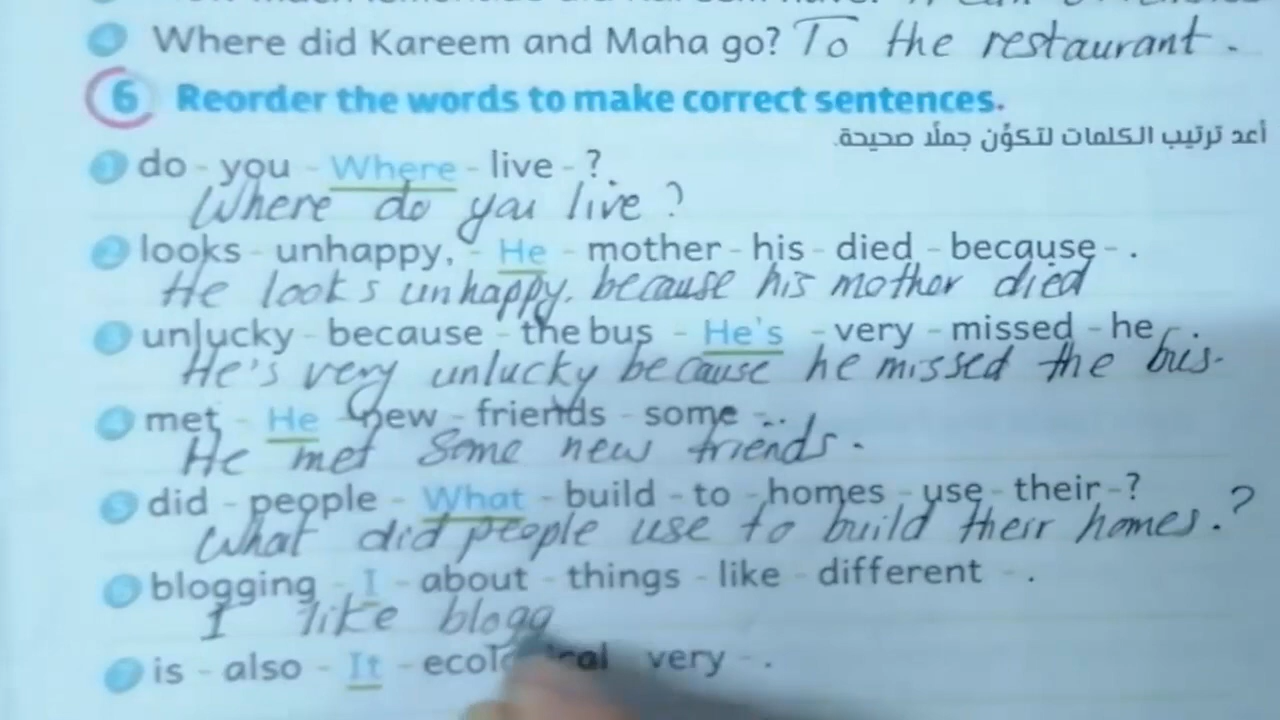 4 Where did Kareem and Maha go? To the restaurant.
6 Reorder the words to make correct sentences.
أعد ترتيب الكلمات لتكوِّن جملًا صحيحة.
1 do - you - Where - live - ?
Where do you live ?
2 looks - unhappy, - He - mother - his - died - because - .
He looks unhappy, because his mother died
3 unlucky - because - the bus - He's - very - missed - he - .
He's very unlucky because he missed the bus.
4 met - He - new - friends - some - .
He met some new friends.
5 did - people - What - build - to - homes - use - their - ?
What did people use to build their homes. ?
6 blogging - I - about - things - like - different - .
I like blogg
7 is - also - It - very - .